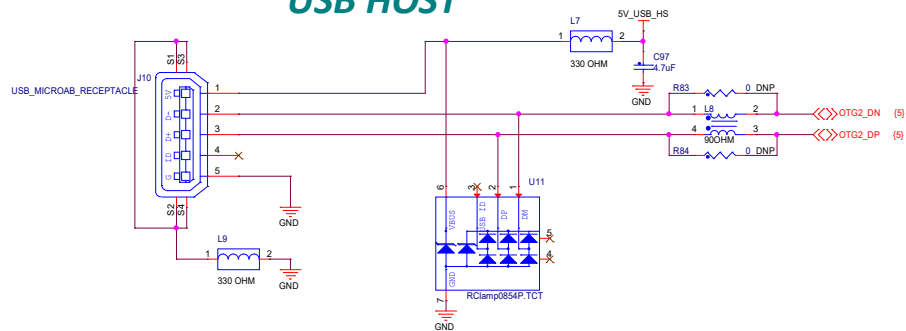 USB HOST
5V_USB_HS
L7
1 2
330 OHM
C97
4.7uF
GND
S1
S3
J10
USB_MICROAB_RECEPTACLE
5V 1
D- 2
D+ 3
ID 4
G 5
S2
S4
GND
R83 0 DNP
1 L8 2
OTG2_DN {5}
4 3
90OHM
OTG2_DP {5}
R84 0 DNP
U11
6 3 2 1
VBUS
USB ID
DP
DM
5
4
GND
7
RClamp0854P.TCT
GND
L9
1 2
330 OHM
GND